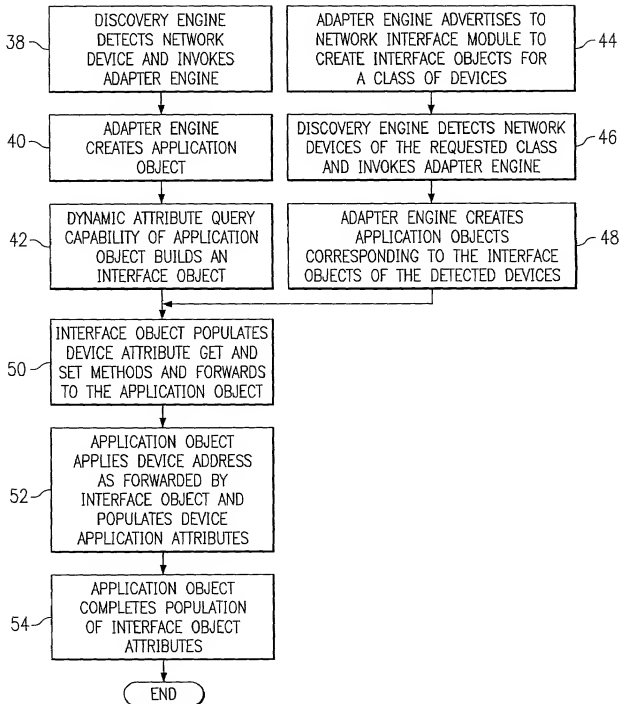 38
DISCOVERY ENGINE
DETECTS NETWORK
DEVICE AND INVOKES
ADAPTER ENGINE
ADAPTER ENGINE ADVERTISES TO
NETWORK INTERFACE MODULE TO
CREATE INTERFACE OBJECTS FOR
A CLASS OF DEVICES
44
40
ADAPTER ENGINE
CREATES APPLICATION
OBJECT
DISCOVERY ENGINE DETECTS NETWORK
DEVICES OF THE REQUESTED CLASS
AND INVOKES ADAPTER ENGINE
46
42
DYNAMIC ATTRIBUTE QUERY
CAPABILITY OF APPLICATION
OBJECT BUILDS AN
INTERFACE OBJECT
ADAPTER ENGINE CREATES
APPLICATION OBJECTS
CORRESPONDING TO THE INTERFACE
OBJECTS OF THE DETECTED DEVICES
48
50
INTERFACE OBJECT POPULATES
DEVICE ATTRIBUTE GET AND
SET METHODS AND FORWARDS
TO THE APPLICATION OBJECT
52
APPLICATION OBJECT
APPLIES DEVICE ADDRESS
AS FORWARDED BY
INTERFACE OBJECT AND
POPULATES DEVICE
APPLICATION ATTRIBUTES
54
APPLICATION OBJECT
COMPLETES POPULATION
OF INTERFACE OBJECT
ATTRIBUTES
END